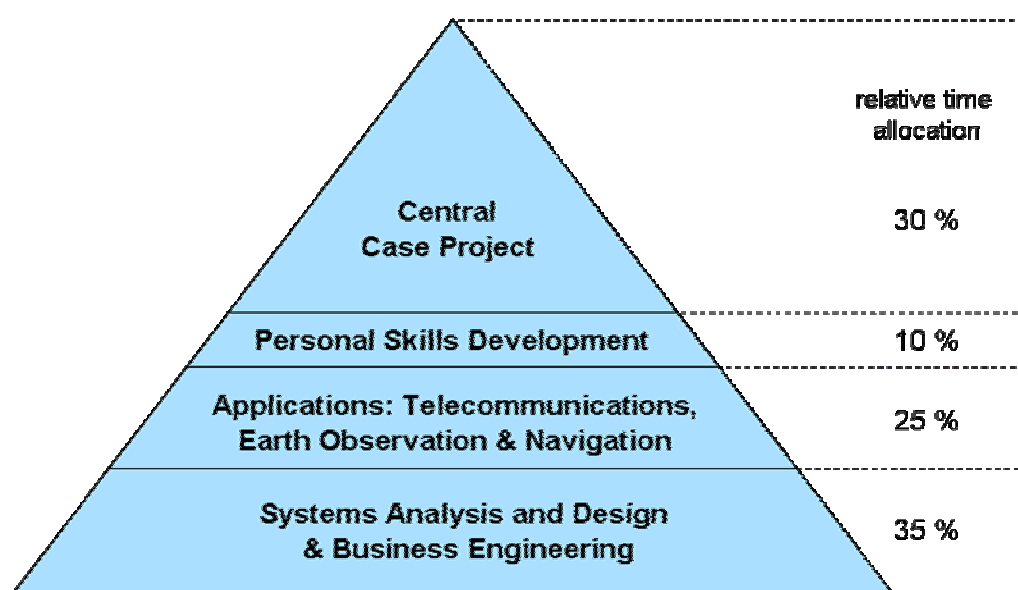 relative time
allocation
Central
Case Project
30 %
Personal Skills Development
10 %
Applications: Telecommunications,
Earth Observation & Navigation
25 %
Systems Analysis and Design
& Business Engineering
35 %